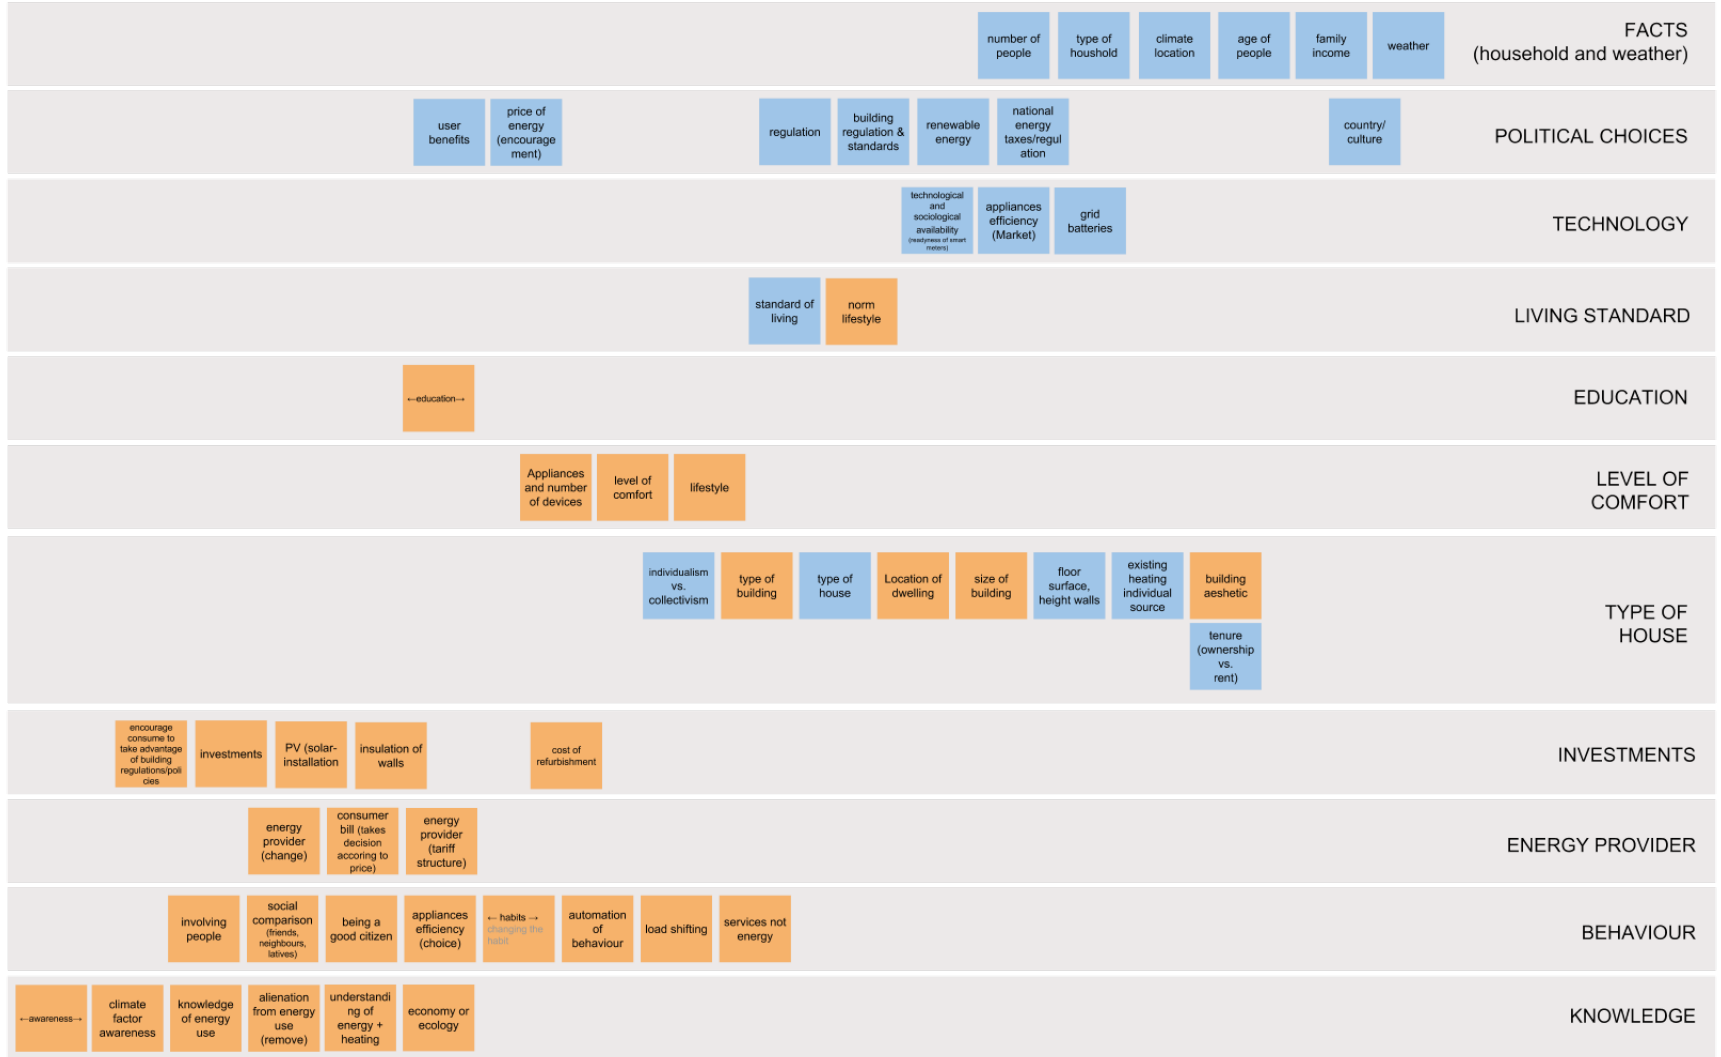 number of
people
type of
houshold
climate
location
age of
people
family
income
weather
FACTS
(household and weather)
user
benefits
price of
energy
(encourage
ment)
regulation
building
regulation &
standards
renewable
energy
national
energy
taxes/regul
ation
country/
culture
POLITICAL CHOICES
technological
and
sociological
availability
(readyness of smart
meters)
appliances
efficiency
(Market)
grid
batteries
TECHNOLOGY
standard of
living
norm
lifestyle
LIVING STANDARD
←education→
EDUCATION
Appliances
and number
of devices
level of
comfort
lifestyle
LEVEL OF
COMFORT
individualism
vs.
collectivism
type of
building
type of
house
Location of
dwelling
size of
building
floor
surface,
height walls
existing
heating
individual
source
building
aeshetic
tenure
(ownership
vs.
rent)
TYPE OF
HOUSE
encourage
consume to
take advantage
of building
regulations/poli
cies
investments
PV (solar-
installation
insulation of
walls
cost of
refurbishment
INVESTMENTS
energy
provider
(change)
consumer
bill (takes
decision
accoring to
price)
energy
provider
(tariff
structure)
ENERGY PROVIDER
involving
people
social
comparison
(friends,
neighbours,
latives)
being a
good citizen
appliances
efficiency
(choice)
← habits →
changing the
habit
automation
of
behaviour
load shifting
services not
energy
BEHAVIOUR
←awareness→
climate
factor
awareness
knowledge
of energy
use
alienation
from energy
use
(remove)
understandi
ng of
energy +
heating
economy or
ecology
KNOWLEDGE